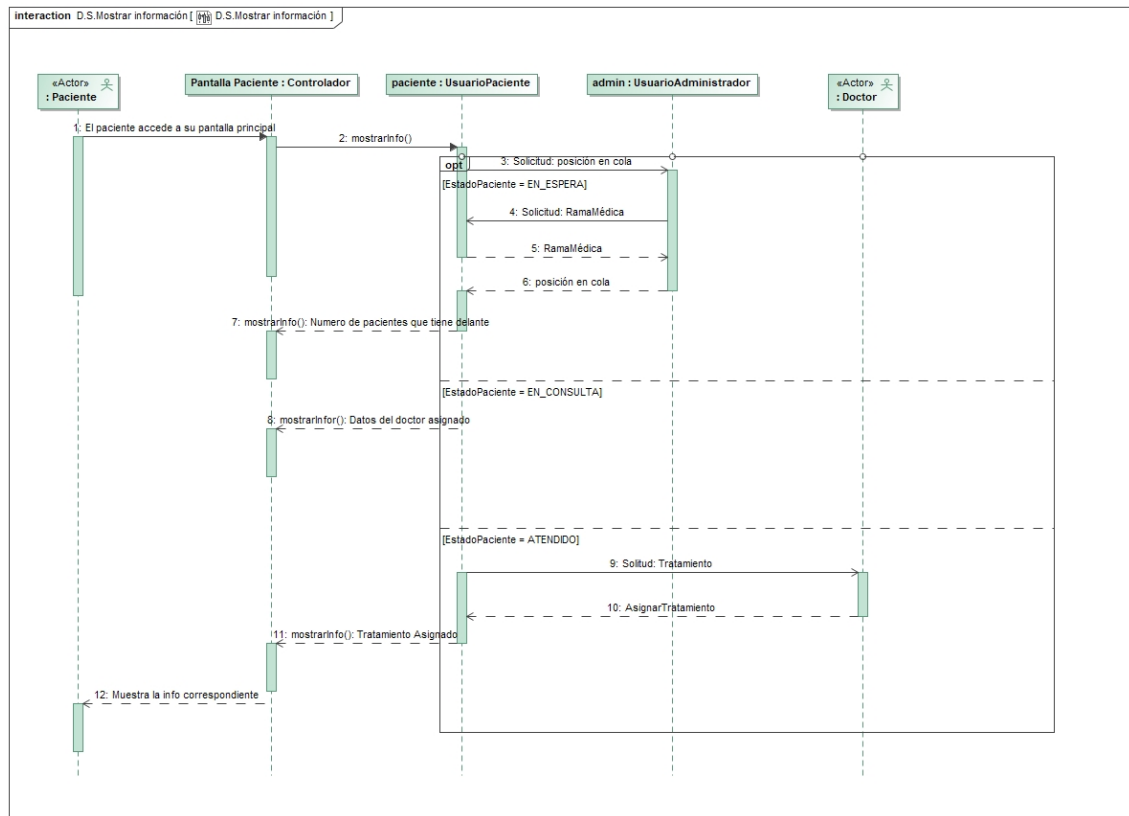 interaction D.S.Mostrar información [ D.S.Mostrar información ]
«Actor»
: Paciente
Pantalla Paciente : Controlador
paciente : UsuarioPaciente
admin : UsuarioAdministrador
«Actor»
: Doctor
1: El paciente accede a su pantalla principal
2: mostrarInfo()
opt
3: Solicitud: posición en cola
[EstadoPaciente = EN_ESPERA]
4: Solicitud: RamaMédica
5: RamaMédica
6: posición en cola
7: mostrarInfo(): Numero de pacientes que tiene delante
[EstadoPaciente = EN_CONSULTA]
8: mostrarInfor(): Datos del doctor asignado
[EstadoPaciente = ATENDIDO]
9: Solitud: Tratamiento
10: AsignarTratamiento
11: mostrarInfo(): Tratamiento Asignado
12: Muestra la info correspondiente